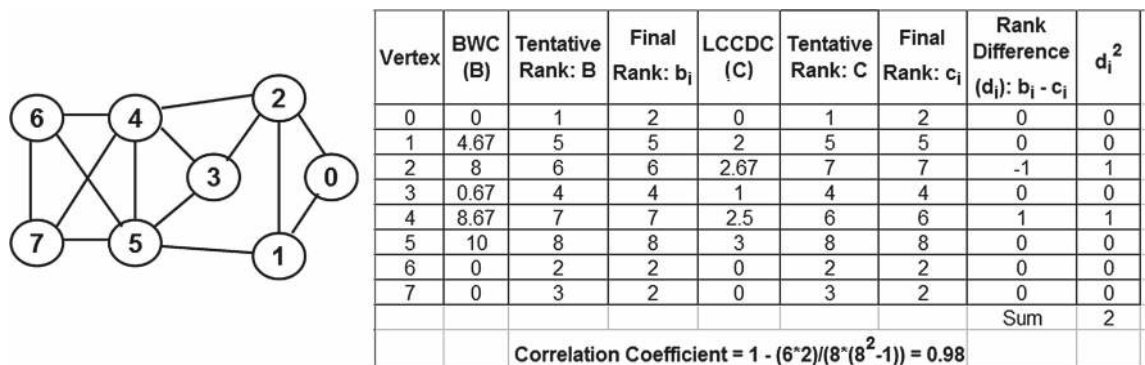 6
4
2
3
0
7
5
1
Vertex BWC (B) Tentative Rank: B Final Rank: bi LCCDC (C) Tentative Rank: C Final Rank: ci Rank Difference (di): bi - ci di²
0 0 1 2 0 1 2 0 0
1 4.67 5 5 2 5 5 0 0
2 8 6 6 2.67 7 7 -1 1
3 0.67 4 4 1 4 4 0 0
4 8.67 7 7 2.5 6 6 1 1
5 10 8 8 3 8 8 0 0
6 0 2 2 0 2 2 0 0
7 0 3 2 0 3 2 0 0
Sum 2
Correlation Coefficient = 1 - (6*2)/(8*(8²-1)) = 0.98